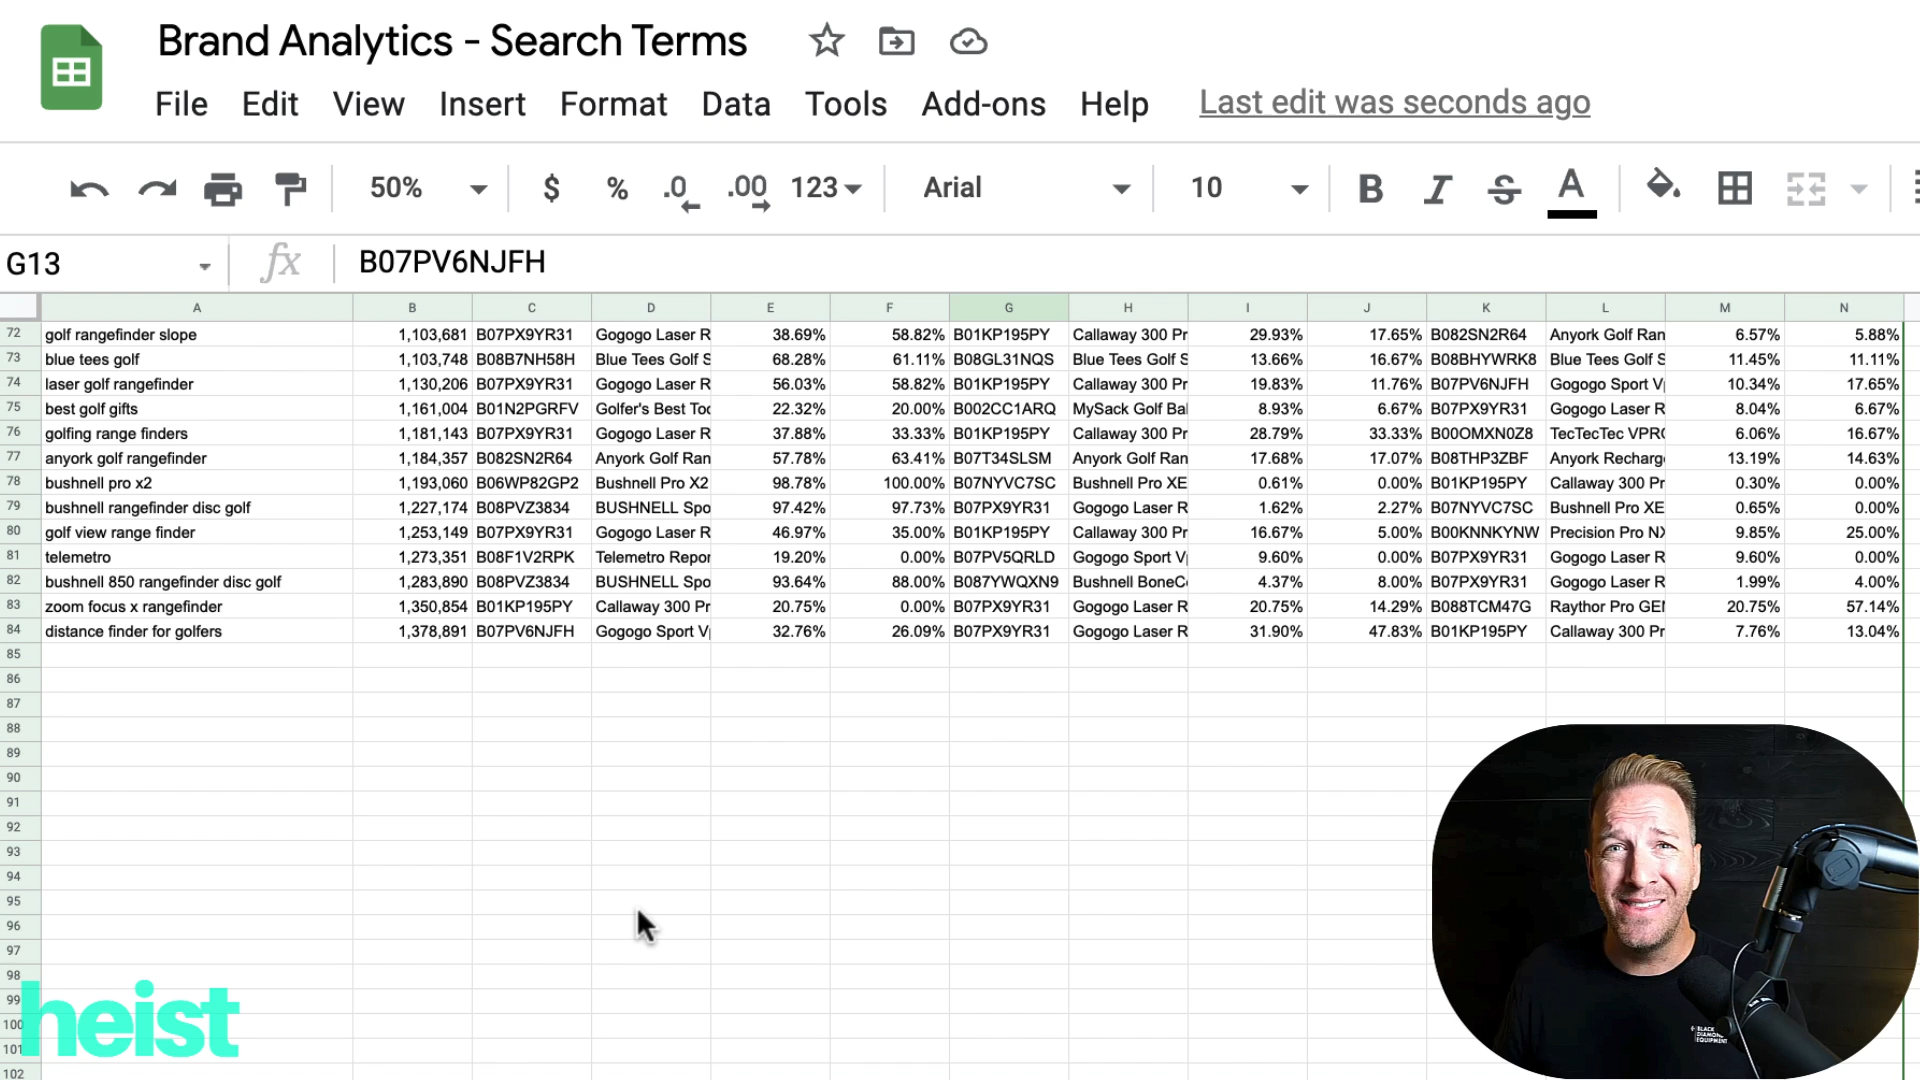 Brand Analytics - Search Terms
File Edit View Insert Format Data Tools Add-ons Help Last edit was seconds ago
50% $ % .0 .00 123 Arial 10 B I S A
G13 fx B07PV6NJFH
A B C D E F G H I J K L M N
72 golf rangefinder slope 1,103,681 B07PX9YR31 Gogogo Laser R 38.69% 58.82% B01KP195PY Callaway 300 Pr 29.93% 17.65% B082SN2R64 Anyork Golf Ran 6.57% 5.88%
73 blue tees golf 1,103,748 B08B7NH58H Blue Tees Golf S 68.28% 61.11% B08GL31NQS Blue Tees Golf S 13.66% 16.67% B08BHYWRK8 Blue Tees Golf S 11.45% 11.11%
74 laser golf rangefinder 1,130,206 B07PX9YR31 Gogogo Laser R 56.03% 58.82% B01KP195PY Callaway 300 Pr 19.83% 11.76% B07PV6NJFH Gogogo Sport V 10.34% 17.65%
75 best golf gifts 1,161,004 B01N2PGRFV Golfer's Best Too 22.32% 20.00% B002CC1ARQ MySack Golf Bal 8.93% 6.67% B07PX9YR31 Gogogo Laser R 8.04% 6.67%
76 golfing range finders 1,181,143 B07PX9YR31 Gogogo Laser R 37.88% 33.33% B01KP195PY Callaway 300 Pr 28.79% 33.33% B00OMXN0Z8 TecTecTec VPRO 6.06% 16.67%
77 anyork golf rangefinder 1,184,357 B082SN2R64 Anyork Golf Ran 57.78% 63.41% B07T34SLSM Anyork Golf Ran 17.68% 17.07% B08THP3ZBF Anyork Recharg 13.19% 14.63%
78 bushnell pro x2 1,193,060 B06WP82GP2 Bushnell Pro X2 98.78% 100.00% B07NYVC7SC Bushnell Pro XE 0.61% 0.00% B01KP195PY Callaway 300 Pr 0.30% 0.00%
79 bushnell rangefinder disc golf 1,227,174 B08PVZ3834 BUSHNELL Spo 97.42% 97.73% B07PX9YR31 Gogogo Laser R 1.62% 2.27% B07NYVC7SC Bushnell Pro XE 0.65% 0.00%
80 golf view range finder 1,253,149 B07PX9YR31 Gogogo Laser R 46.97% 35.00% B01KP195PY Callaway 300 Pr 16.67% 5.00% B00KNNKYNW Precision Pro NX 9.85% 25.00%
81 telemetro 1,273,351 B08F1V2RPK Telemetro Repor 19.20% 0.00% B07PV5QRLD Gogogo Sport V 9.60% 0.00% B07PX9YR31 Gogogo Laser R 9.60% 0.00%
82 bushnell 850 rangefinder disc golf 1,283,890 B08PVZ3834 BUSHNELL Spo 93.64% 88.00% B087YWQXN9 Bushnell BoneC 4.37% 8.00% B07PX9YR31 Gogogo Laser R 1.99% 4.00%
83 zoom focus x rangefinder 1,350,854 B01KP195PY Callaway 300 Pr 20.75% 0.00% B07PX9YR31 Gogogo Laser R 20.75% 14.29% B088TCM47G Raythor Pro GEN 20.75% 57.14%
84 distance finder for golfers 1,378,891 B07PV6NJFH Gogogo Sport V 32.76% 26.09% B07PX9YR31 Gogogo Laser R 31.90% 47.83% B01KP195PY Callaway 300 Pr 7.76% 13.04%
85
86
87
88
89
90
91
92
93
94
95
96
97
98
99
100
101
102
heist
BLACK
DIAMOND
EQUIPMENT